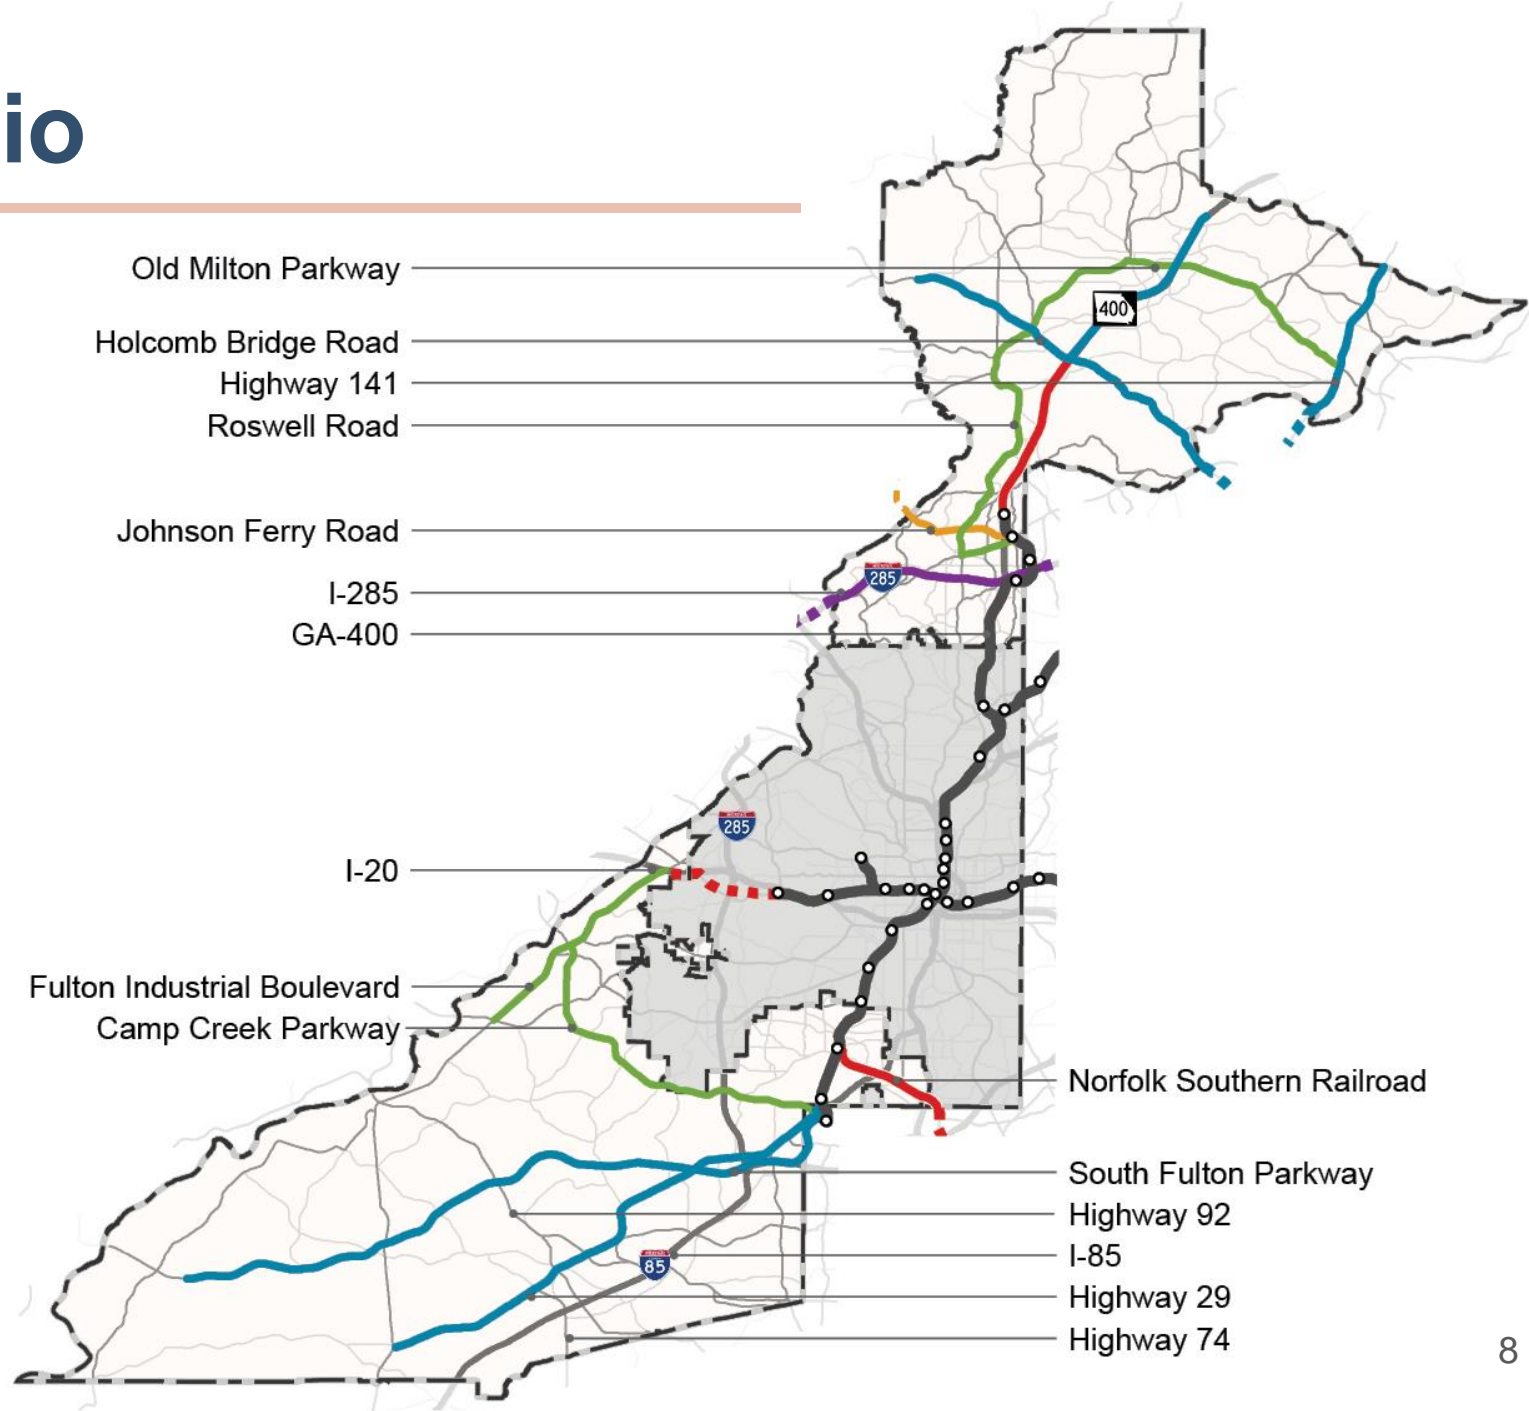 io
Old Milton Parkway
400
Holcomb Bridge Road
Highway 141
Roswell Road
Johnson Ferry Road
285
I-285
GA-400
285
I-20
Fulton Industrial Boulevard
Camp Creek Parkway
Norfolk Southern Railroad
South Fulton Parkway
Highway 92
I-85
85
Highway 29
Highway 74
8